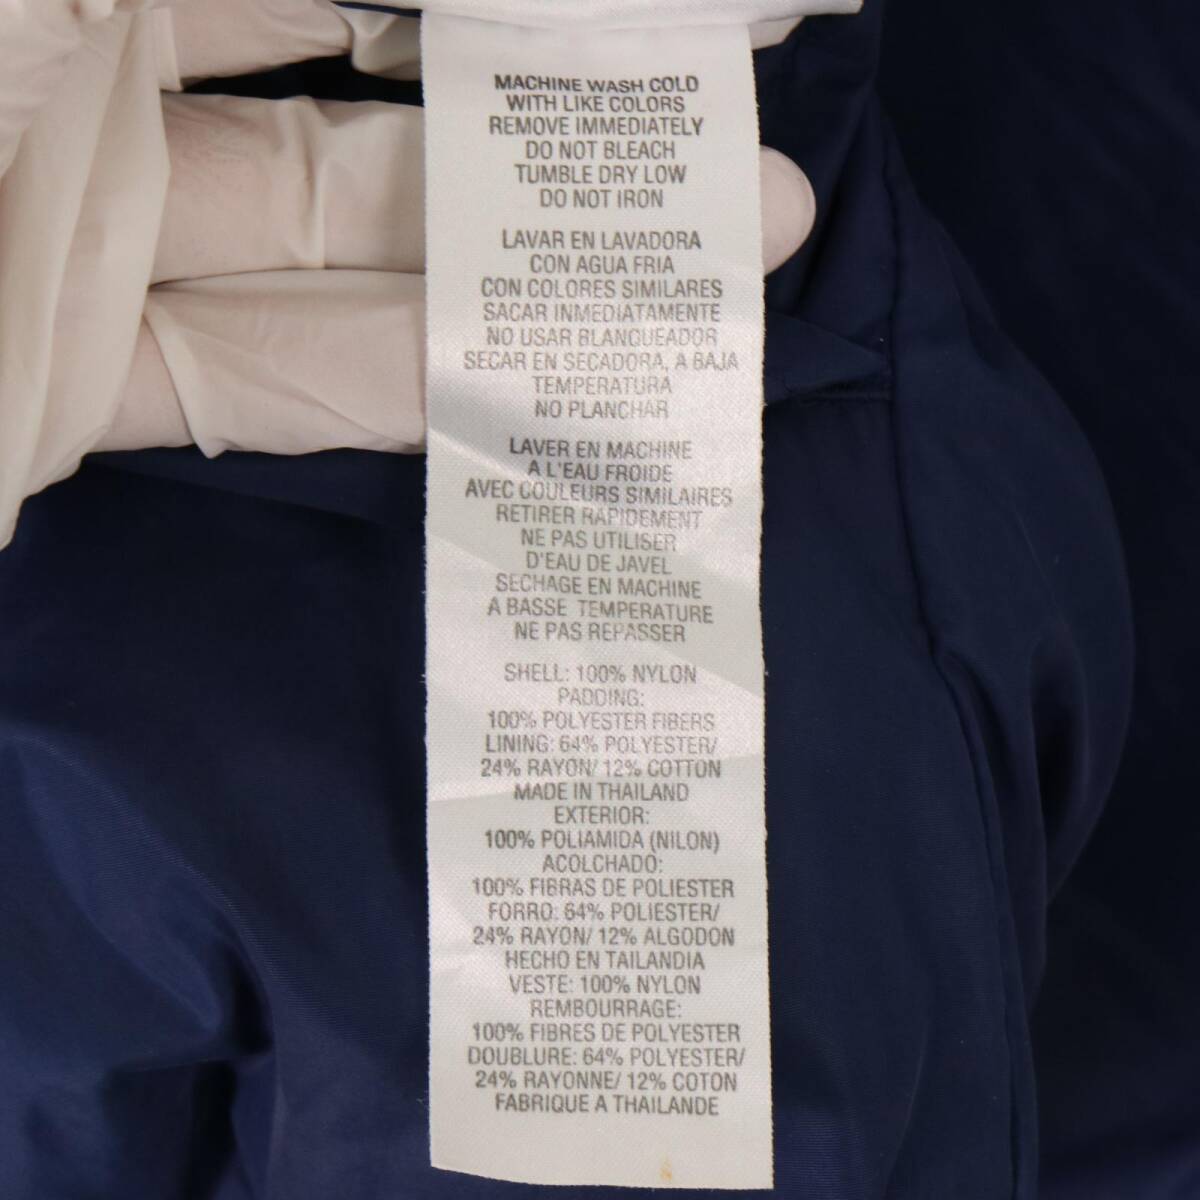 MACHINE WASH COLD
WITH LIKE COLORS
REMOVE IMMEDIATELY
DO NOT BLEACH
TUMBLE DRY LOW
DO NOT IRON
LAVAR EN LAVADORA
CON AGUA FRIA
CON COLORES SIMILARES
SACAR INMEDIATAMENTE
NO USAR BLANQUEADOR
SECAR EN SECADORA, A BAJA
TEMPERATURA
NO PLANCHAR
LAVER EN MACHINE
A L'EAU FROIDE
AVEC COULEURS SIMILAIRES
RETIRER RAPIDEMENT
NE PAS UTILISER
D'EAU DE JAVEL
SECHAGE EN MACHINE
A BASSE TEMPERATURE
NE PAS REPASSER
SHELL: 100% NYLON
PADDING:
100% POLYESTER FIBERS
LINING: 64% POLYESTER/
24% RAYON/ 12% COTTON
MADE IN THAILAND
EXTERIOR:
100% POLIAMIDA (NILON)
ACOLCHADO:
100% FIBRAS DE POLIESTER
FORRO: 64% POLIESTER/
24% RAYON/ 12% ALGODON
HECHO EN TAILANDIA
VESTE: 100% NYLON
REMBOURRAGE:
100% FIBRES DE POLYESTER
DOUBLURE: 64% POLYESTER/
24% RAYONNE/ 12% COTON
FABRIQUE A THAILANDE